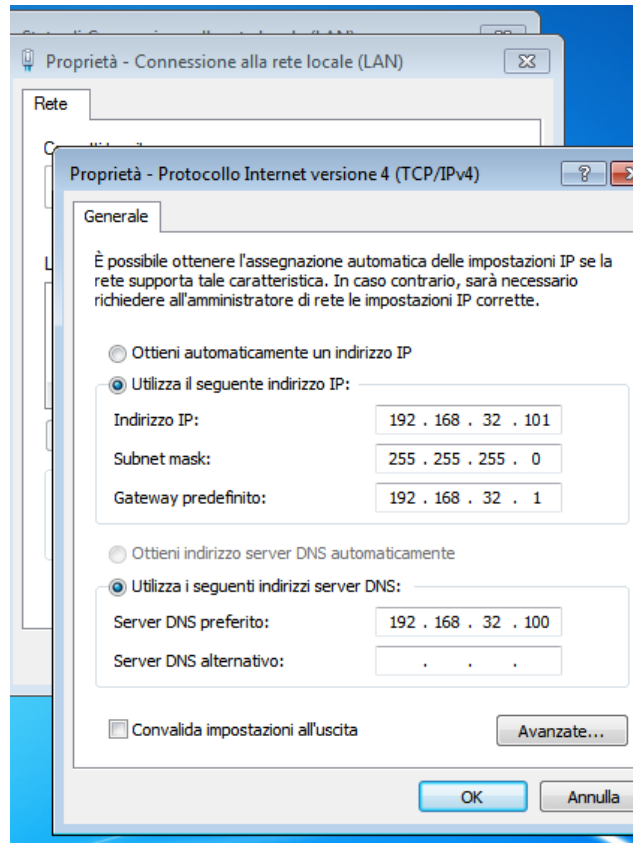 Proprietà - Connessione alla rete locale (LAN)
Rete
Proprietà - Protocollo Internet versione 4 (TCP/IPv4)
Generale
È possibile ottenere l'assegnazione automatica delle impostazioni IP se la
rete supporta tale caratteristica. In caso contrario, sarà necessario
richiedere all'amministratore di rete le impostazioni IP corrette.
Ottieni automaticamente un indirizzo IP
Utilizza il seguente indirizzo IP:
Indirizzo IP: 192 . 168 . 32 . 101
Subnet mask: 255 . 255 . 255 . 0
Gateway predefinito: 192 . 168 . 32 . 1
Ottieni indirizzo server DNS automaticamente
Utilizza i seguenti indirizzi server DNS:
Server DNS preferito: 192 . 168 . 32 . 100
Server DNS alternativo: . . .
Convalida impostazioni all'uscita
Avanzate...
OK Annulla